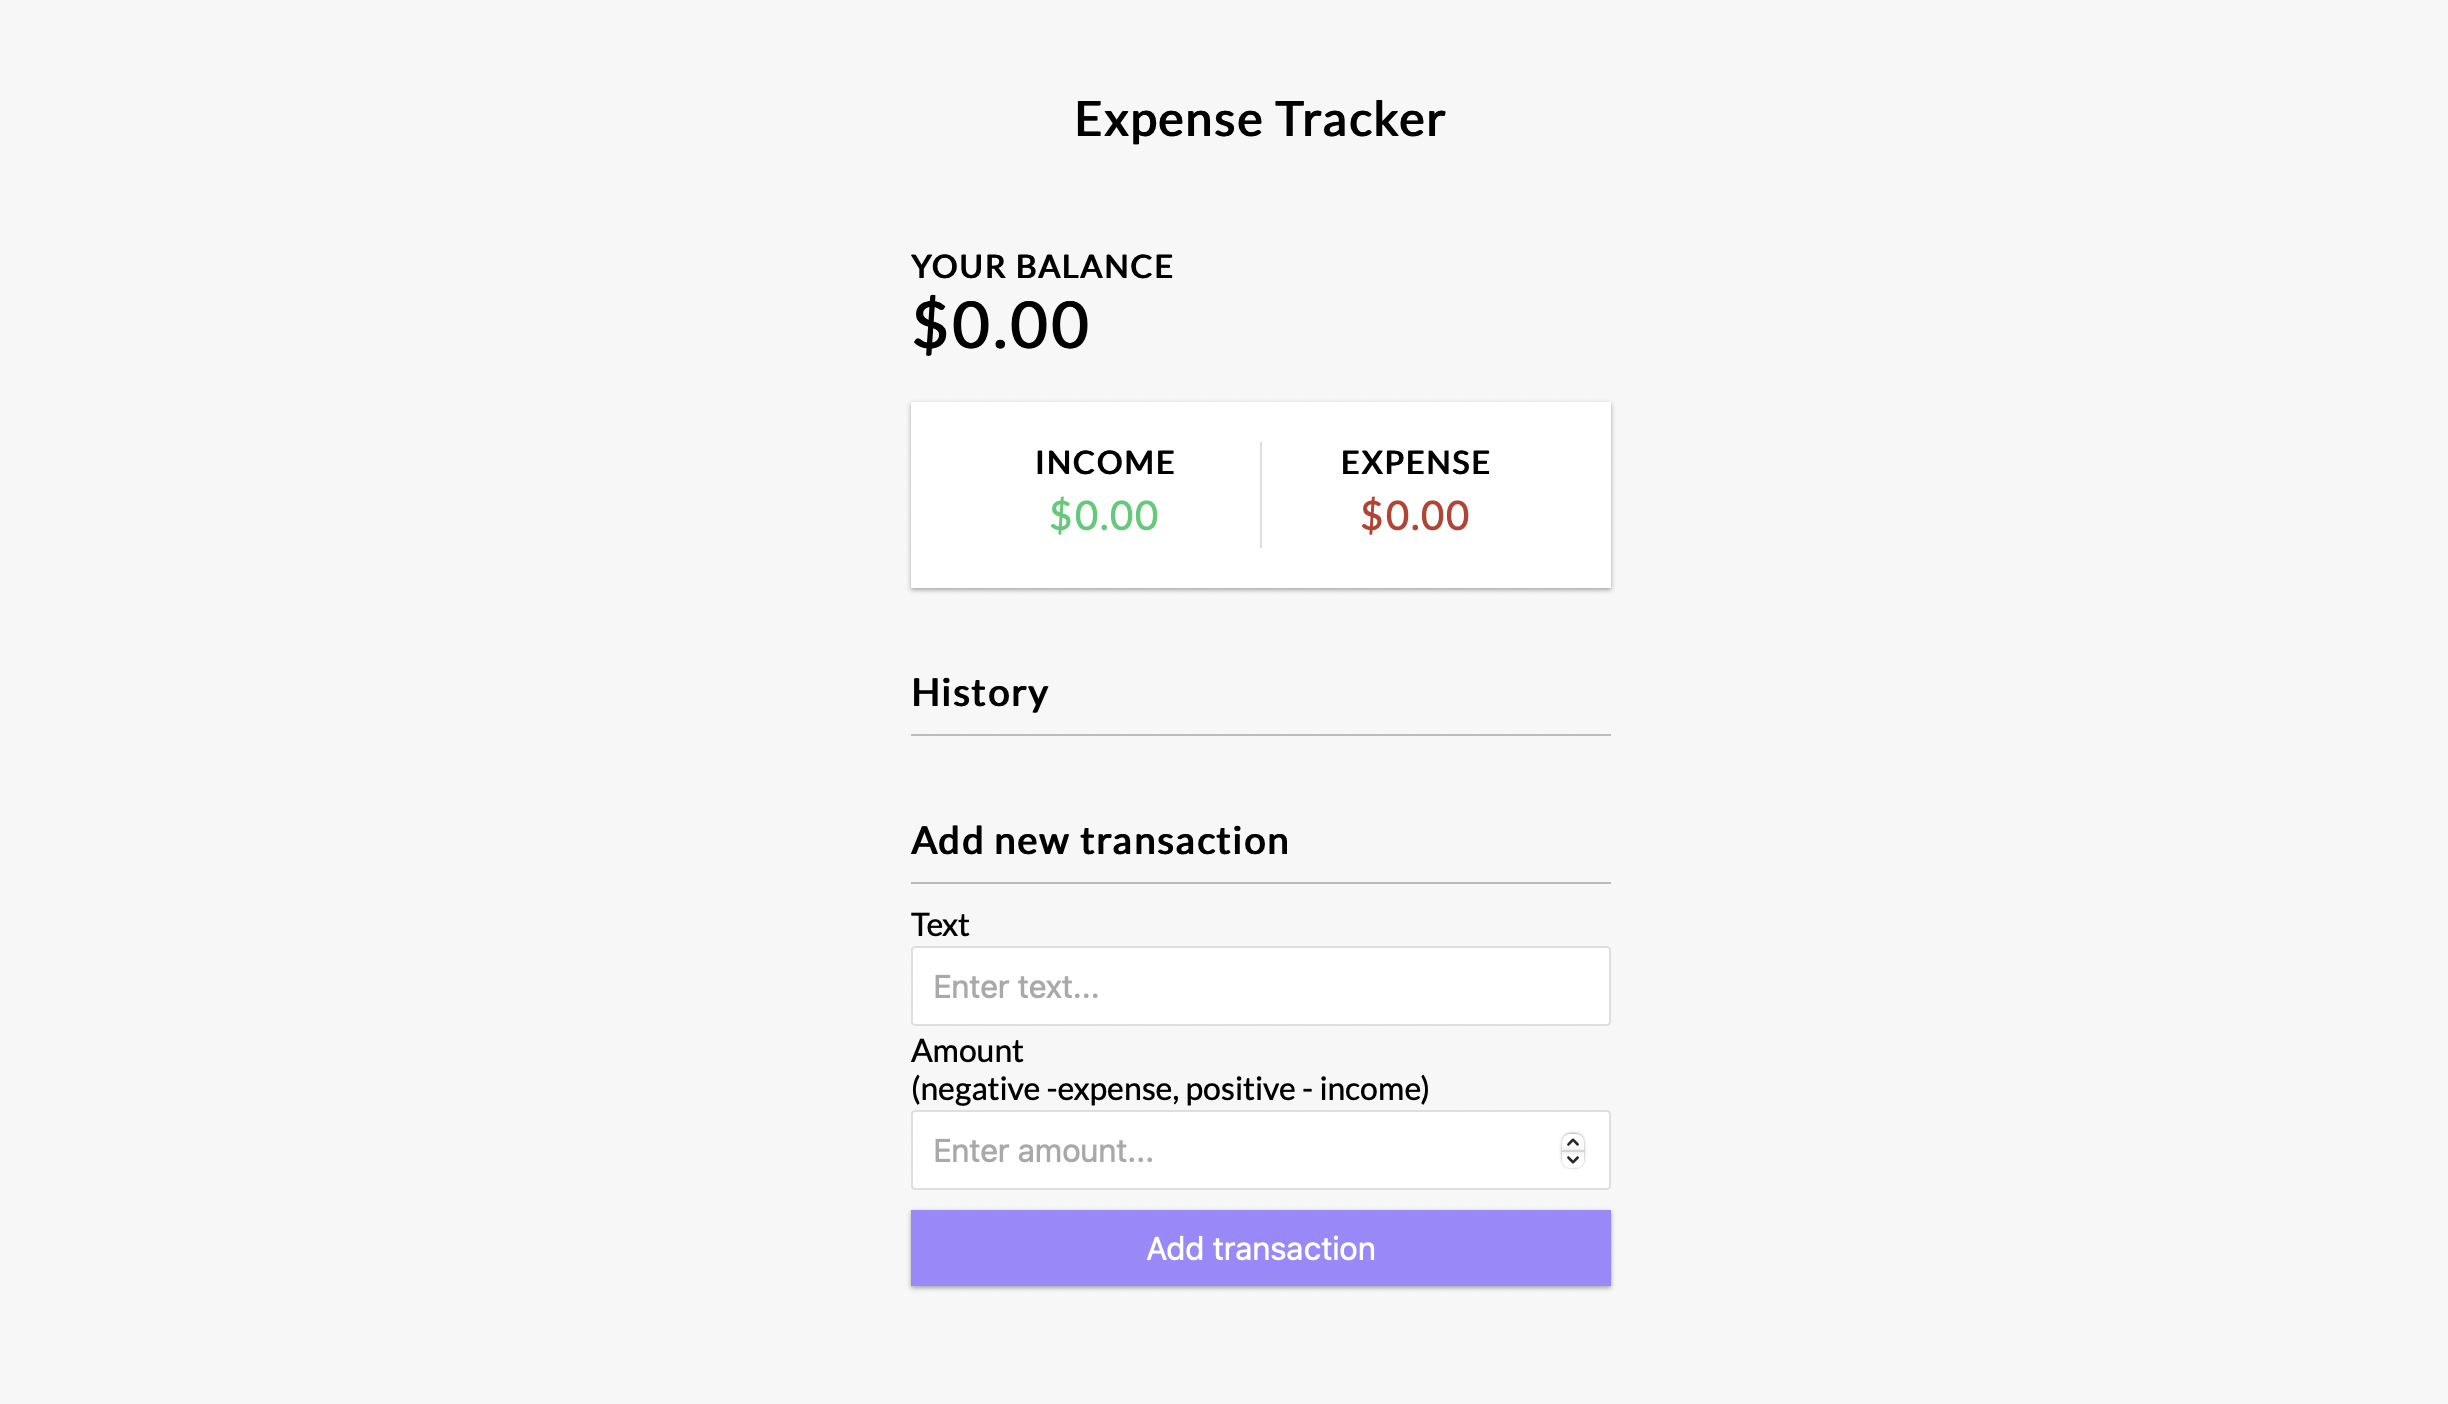 Expense Tracker
YOUR BALANCE
$0.00
INCOME
EXPENSE
$0.00
$0.00
History
Add new transaction
Text
Enter text...
Amount
(negative -expense, positive - income)
Enter amount...
Add transaction